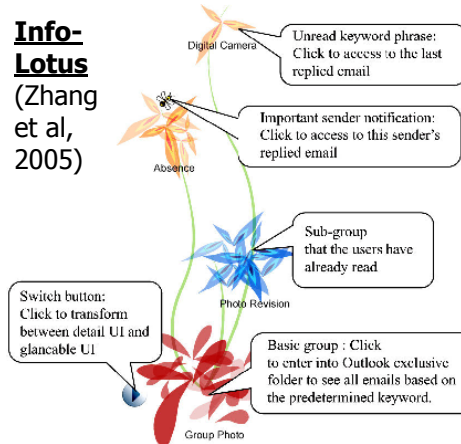 Info-
Lotus
(Zhang
et al,
2005)
Digital Camera
Unread keyword phrase:
Click to access to the last
replied email
Important sender notification:
Click to access to this sender's
replied email
Absence
Sub-group
that the users have
already read
Photo Revision
Switch button:
Click to transform
between detail UI and
glancable UI
Basic group : Click
to enter into Outlook exclusive
folder to see all emails based on
the predetermined keyword.
Group Photo